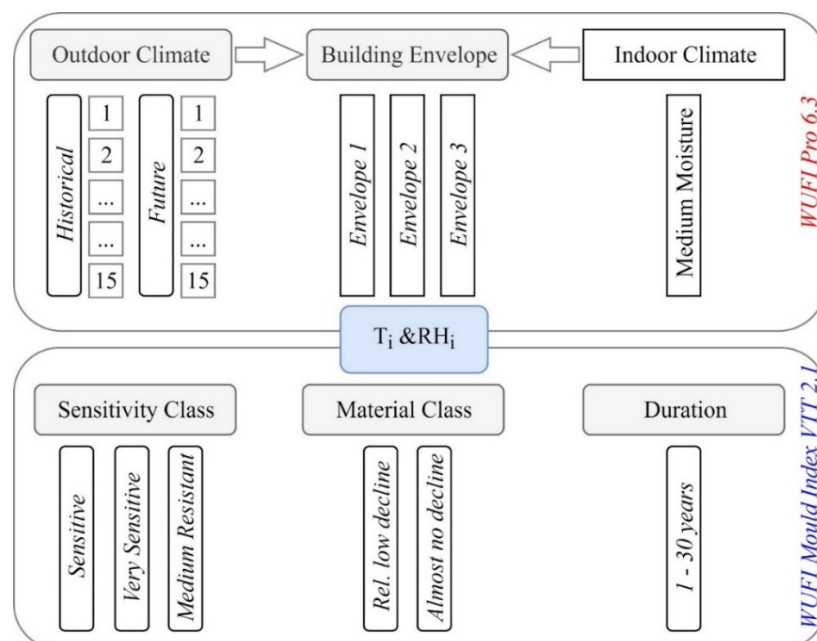 Outdoor Climate
Building Envelope
Indoor Climate
Historical
1
2
...
...
15
Future
1
2
...
...
15
Envelope 1
Envelope 2
Envelope 3
Medium Moisture
WUFI Pro 6.3
Ti &RHi
Sensitivity Class
Material Class
Duration
Sensitive
Very Sensitive
Medium Resistant
Rel. low decline
Almost no decline
1 - 30 years
WUFI Mould Index VTT 2.1